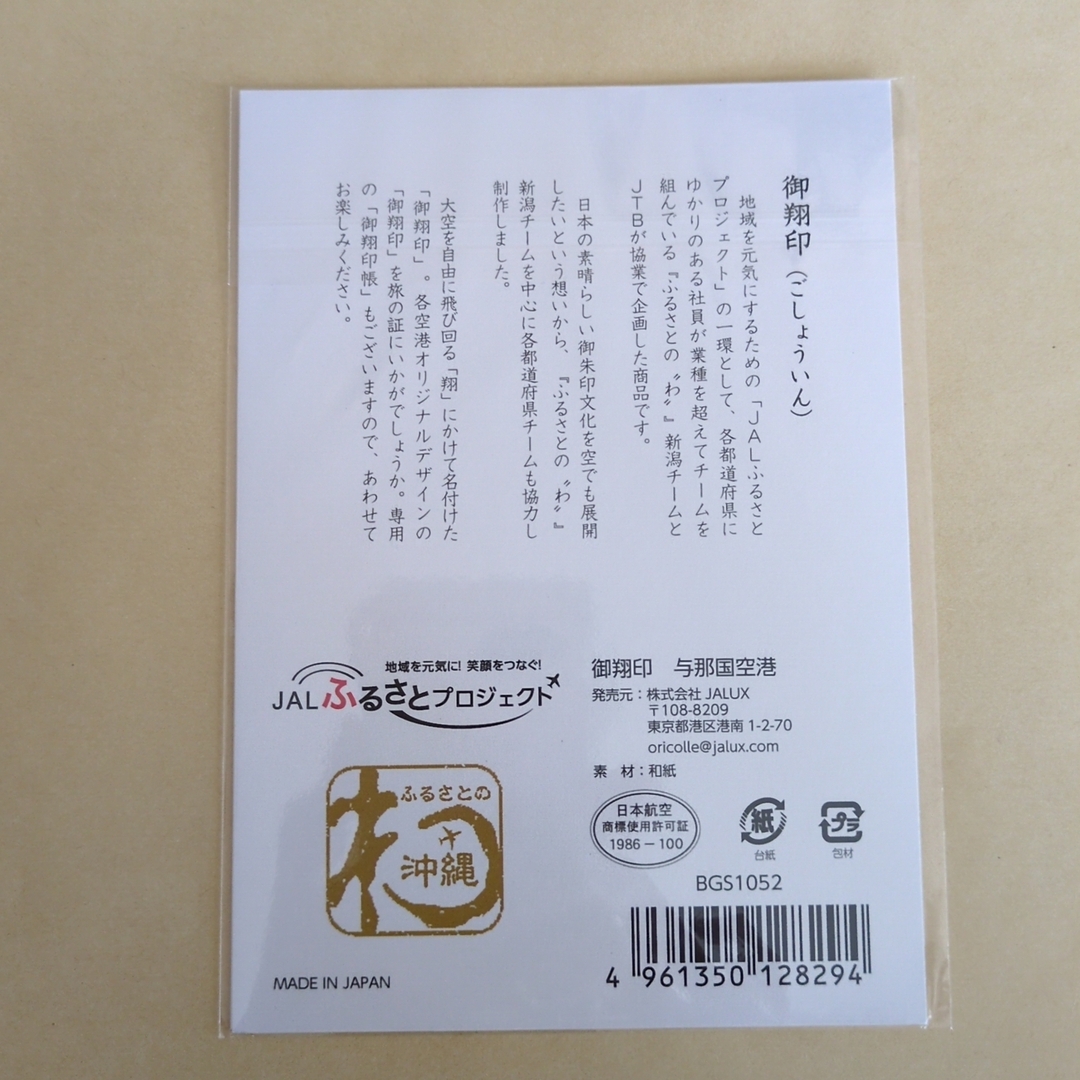 御翔印（ごしょういん）
地域を元気にするための「JALふるさと
プロジェクト」の一環として、各都道府県に
ゆかりのある社員が業種を超えてチームを
組んでいる『ふるさとの〝わ〟』新潟チームと
JTBが協業で企画した商品です。
日本の素晴らしい御朱印文化を空でも展開
したいという想いから、『ふるさとの〝わ〟』
新潟チームを中心に各都道府県チームも協力し
制作しました。
大空を自由に飛び回る「翔」にかけて名付けた
「御翔印」。各空港オリジナルデザインの
「御翔印」を旅の証にいかがでしょうか。専用
の「御翔印帳」もございますので、あわせて
お楽しみください。
地域を元気に! 笑顔をつなぐ!
JALふるさとプロジェクト
ふるさとの
わ
沖縄
MADE IN JAPAN
御翔印 与那国空港
発売元：株式会社 JALUX
〒108-8209
東京都港区港南 1-2-70
oricolle@jalux.com
素 材：和紙
日本航空
商標使用許可証
1986－100
紙
台紙
プラ
包材
BGS1052
4 961350 128294